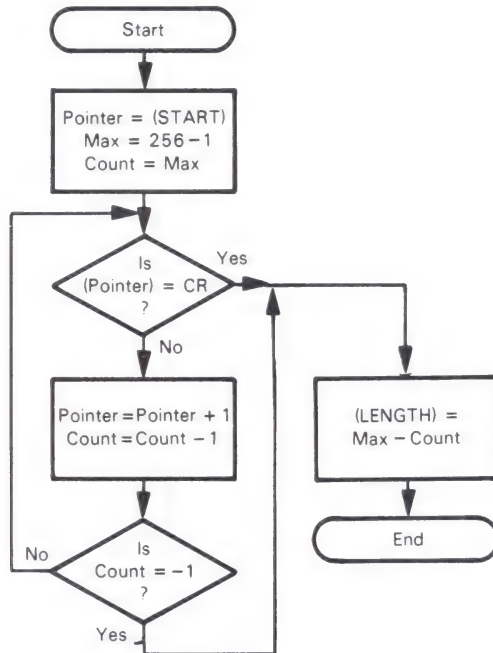 Start
Pointer = (START)
Max = 256-1
Count = Max
Is
(Pointer) = CR
?
Yes
No
Pointer=Pointer + 1
Count=Count -1
(LENGTH) =
Max-Count
Is
Count = -1
?
No
Yes
End